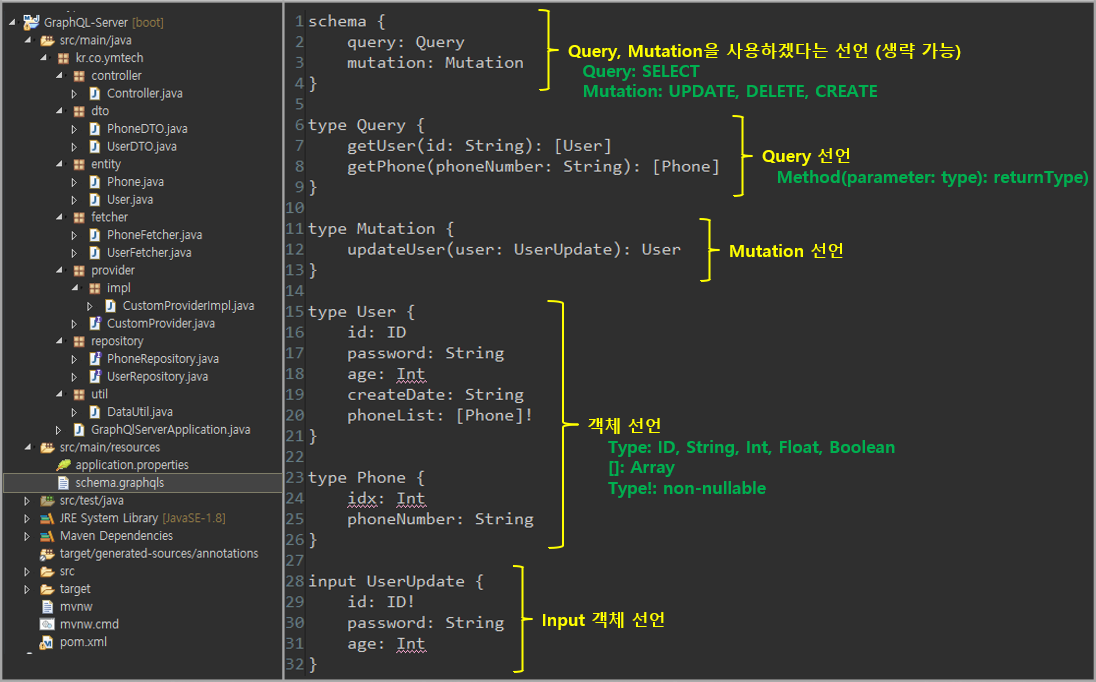 GraphQL-Server [boot]
src/main/java
kr.co.ymtech
controller
Controller.java
dto
PhoneDTO.java
UserDTO.java
entity
Phone.java
User.java
fetcher
PhoneFetcher.java
UserFetcher.java
provider
impl
CustomProviderImpl.java
CustomProvider.java
repository
PhoneRepository.java
UserRepository.java
util
DataUtil.java
GraphQlServerApplication.java
src/main/resources
application.properties
schema.graphqls
src/test/java
JRE System Library [JavaSE-1.8]
Maven Dependencies
target/generated-sources/annotations
src
target
mvnw
mvnw.cmd
pom.xml
1 schema {
2 query: Query
3 mutation: Mutation
4 }
5
6 type Query {
7 getUser(id: String): [User]
8 getPhone(phoneNumber: String): [Phone]
9 }
10
11 type Mutation {
12 updateUser(user: UserUpdate): User
13 }
14
15 type User {
16 id: ID
17 password: String
18 age: Int
19 createDate: String
20 phoneList: [Phone]!
21 }
22
23 type Phone {
24 idx: Int
25 phoneNumber: String
26 }
27
28 input UserUpdate {
29 id: ID!
30 password: String
31 age: Int
32 }
Query, Mutation을 사용하겠다는 선언 (생략 가능)
Query: SELECT
Mutation: UPDATE, DELETE, CREATE
Query 선언
Method(parameter: type): returnType)
Mutation 선언
객체 선언
Type: ID, String, Int, Float, Boolean
[]: Array
Type!: non-nullable
Input 객체 선언